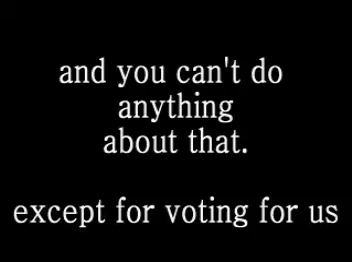 and you can't do
anything
about that.
except for voting for us